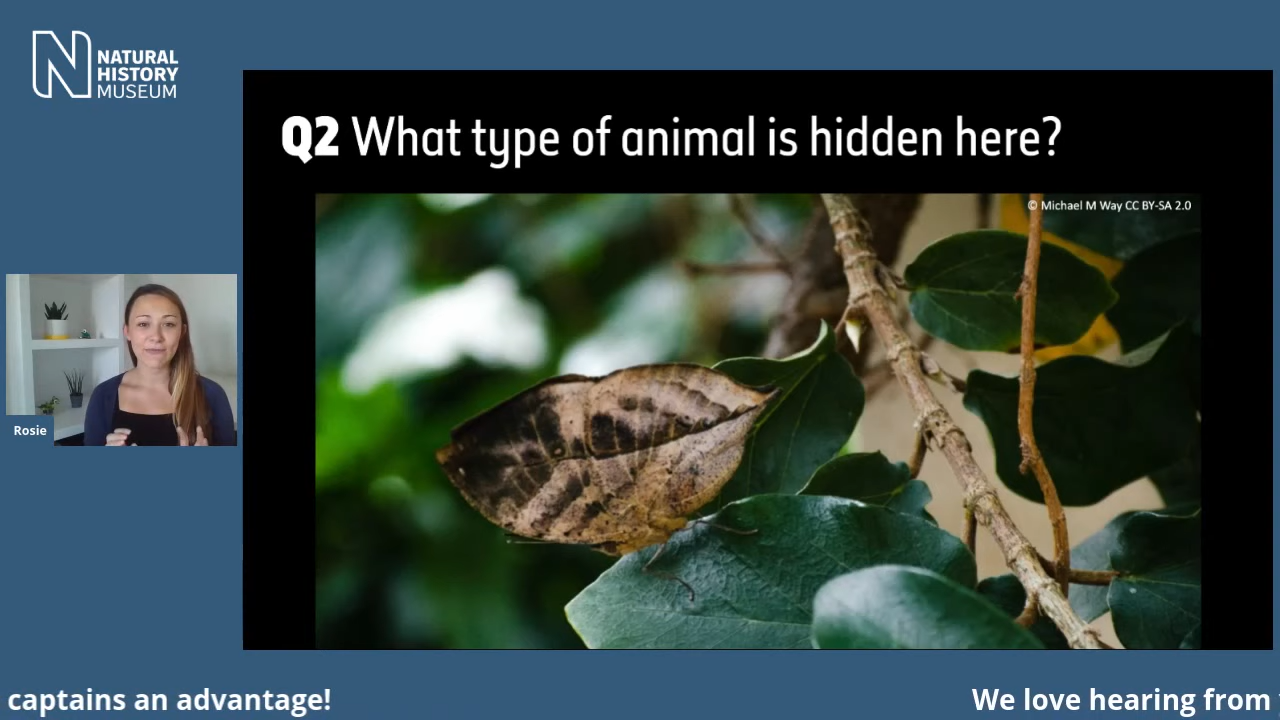 NATURAL
HISTORY
MUSEUM
Q2 What type of animal is hidden here?
© Michael M Way CC BY-SA 2.0
Rosie
captains an advantage!
We love hearing from